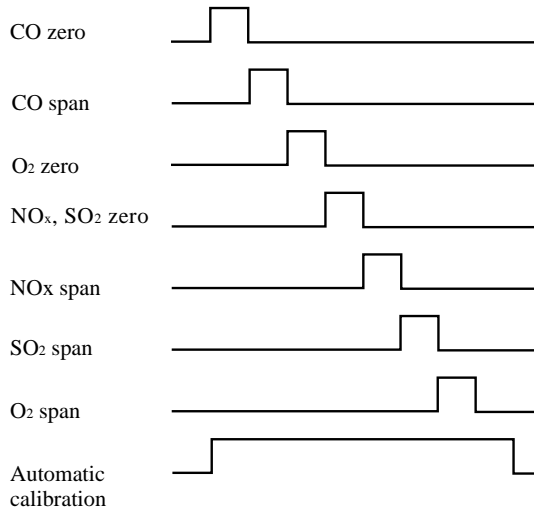 CO zero
CO span
O₂ zero
NOₓ, SO₂ zero
NOx span
SO₂ span
O₂ span
Automatic
calibration